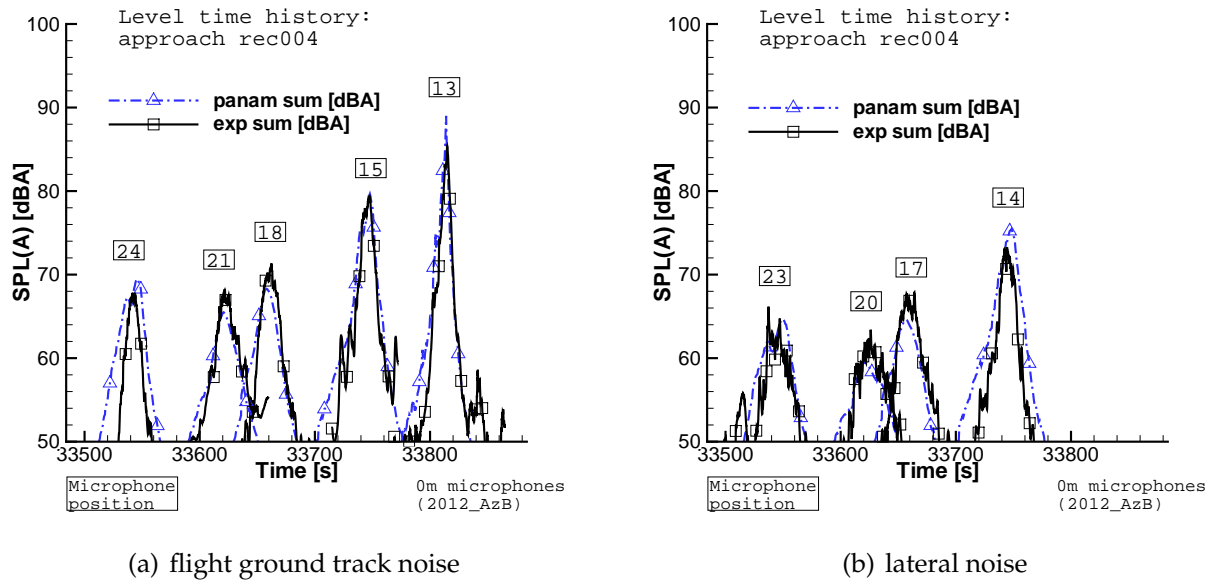 Level time history:
approach rec004
panam sum [dBA]
exp sum [dBA]
SPL(A) [dBA]
100
90
80
70
60
50
24
21
18
15
13
33500
33600
33700
33800
Time [s]
Microphone
position
0m microphones
(2012_AzB)
(a) flight ground track noise
Level time history:
approach rec004
panam sum [dBA]
exp sum [dBA]
SPL(A) [dBA]
100
90
80
70
60
50
23
20
17
14
33500
33600
33700
33800
Time [s]
Microphone
position
0m microphones
(2012_AzB)
(b) lateral noise